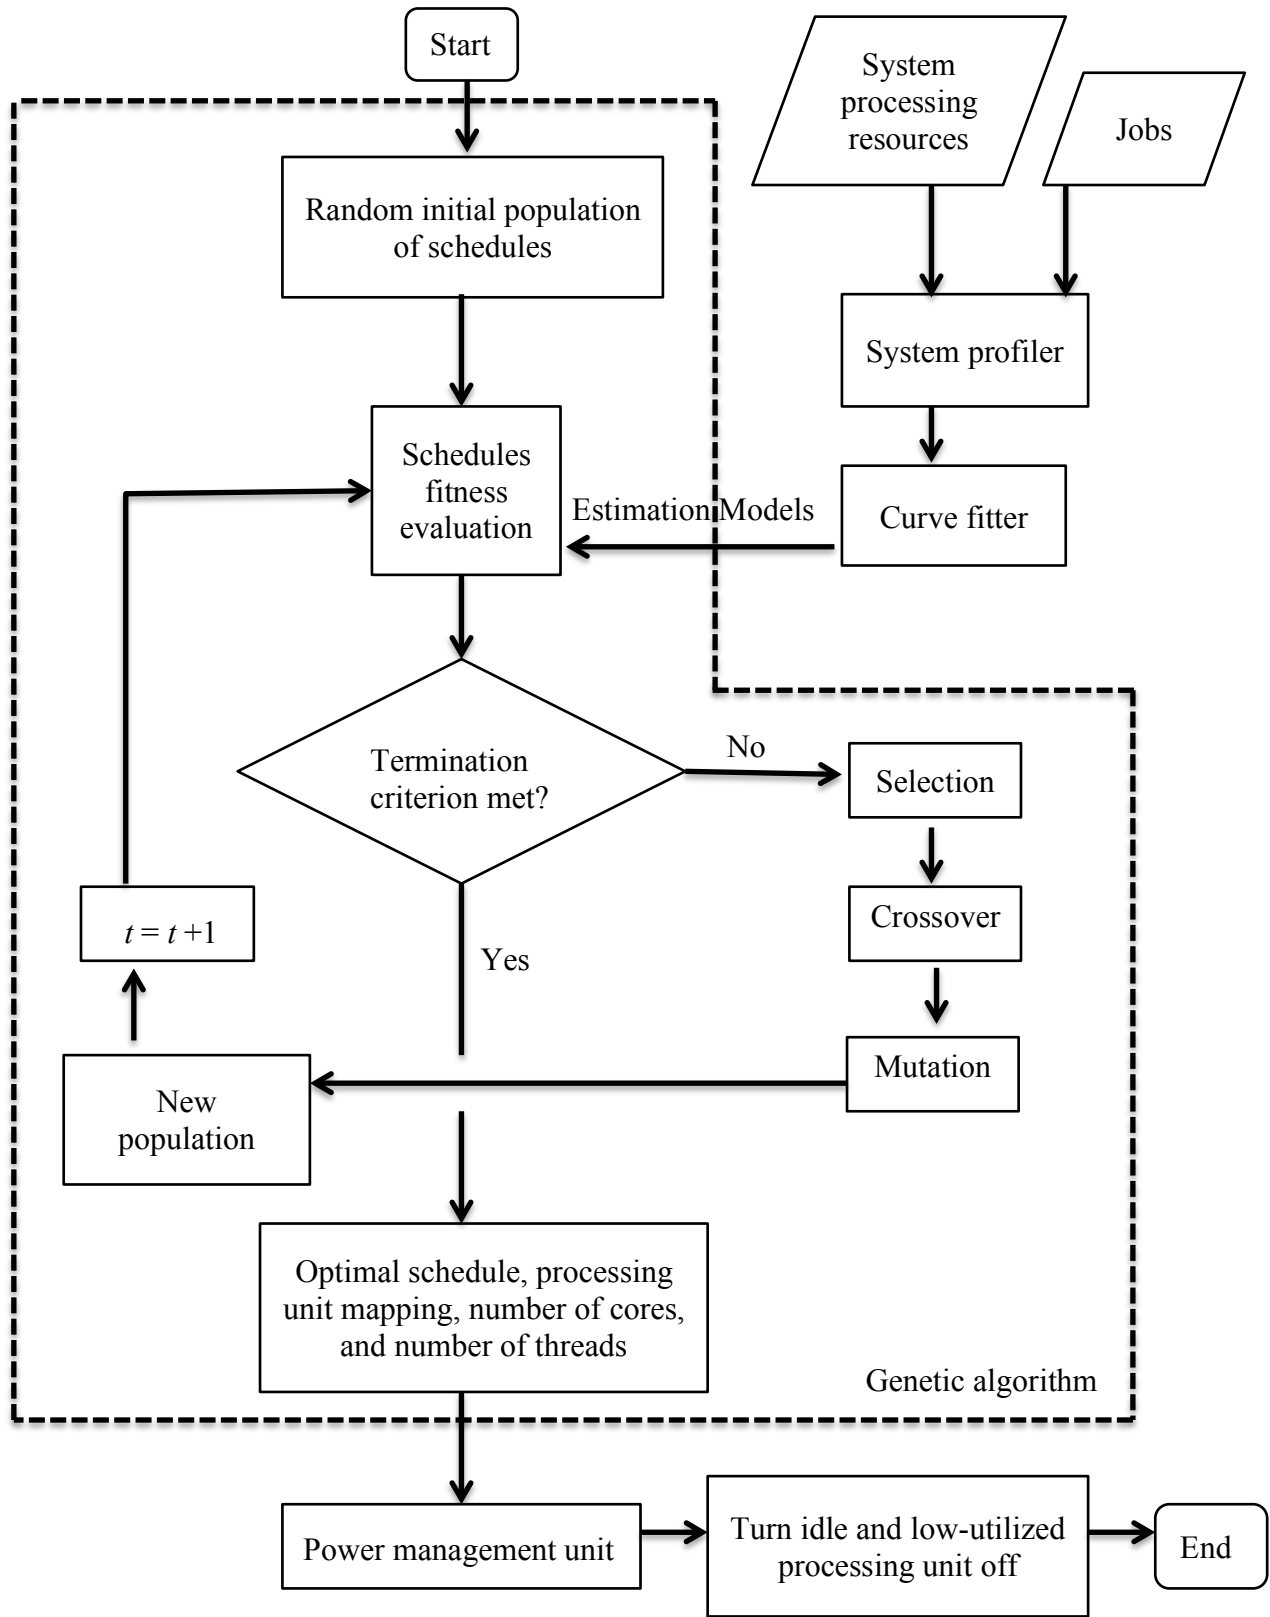 Start
System
processing
resources
Jobs
Random initial population
of schedules
System profiler
Schedules
fitness
evaluation
Estimation Models
Curve fitter
Termination
criterion met?
No
Selection
Crossover
t = t +1
Yes
Mutation
New
population
Optimal schedule, processing
unit mapping, number of cores,
and number of threads
Genetic algorithm
Power management unit
Turn idle and low-utilized
processing unit off
End